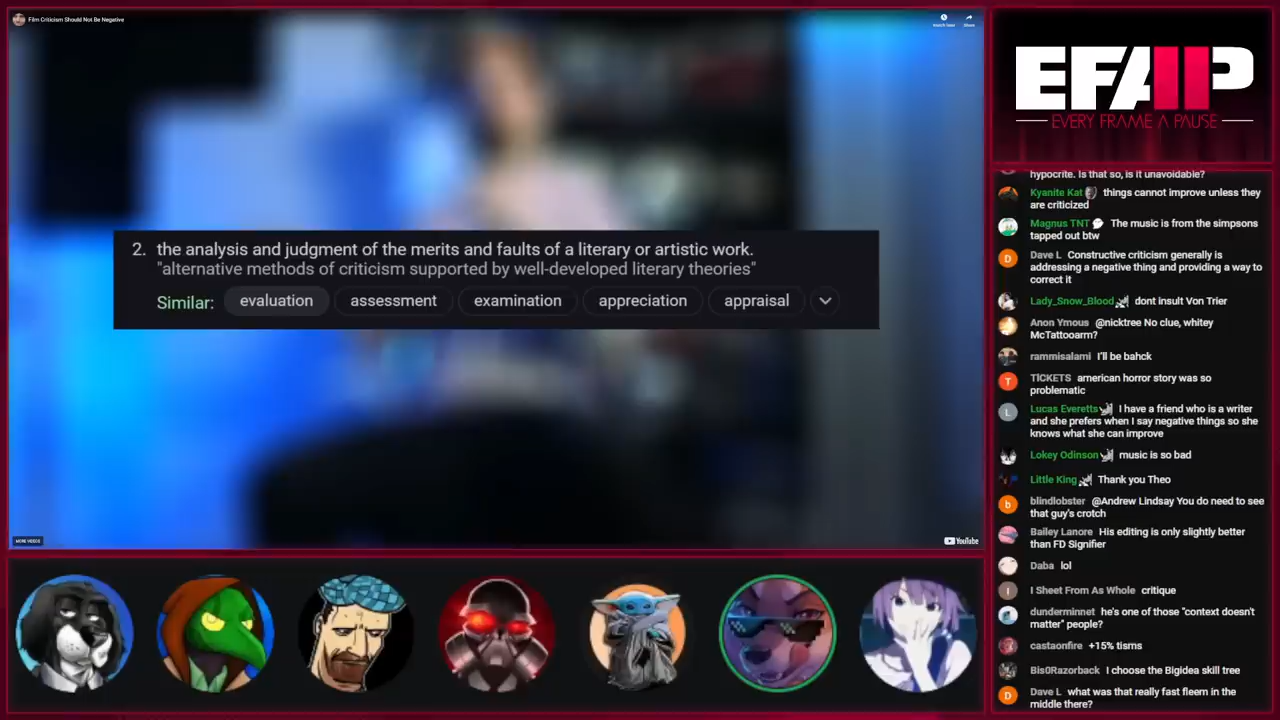 Film Criticism Should Not Be Negative
Watch later
Share
2. the analysis and judgment of the merits and faults of a literary or artistic work.
"alternative methods of criticism supported by well-developed literary theories"
Similar: evaluation assessment examination appreciation appraisal
MORE VIDEOS
YouTube
EFAP
EVERY FRAME A PAUSE
hypocrite. Is that so, is it unavoidable?
Kyanite Kat things cannot improve unless they
are criticized
Magnus TNT The music is from the simpsons
tapped out btw
Dave L Constructive criticism generally is
addressing a negative thing and providing a way to
correct it
Lady_Snow_Blood dont insult Von Trier
Anon Ymous @nicktree No clue, whitey
McTattooarm?
rammisalami I'll be bahck
TICKETS american horror story was so
problematic
Lucas Everetts I have a friend who is a writer
and she prefers when I say negative things so she
knows what she can improve
Lokey Odinson music is so bad
Little King Thank you Theo
blindlobster @Andrew Lindsay You do need to see
that guy's crotch
Bailey Lanore His editing is only slightly better
than FD Signifier
Daba lol
I Sheet From As Whole critique
dunderminnet he's one of those "context doesn't
matter" people?
castaonfire +15% tisms
Bis0Razorback I choose the Bigidea skill tree
Dave L what was that really fast fleem in the
middle there?